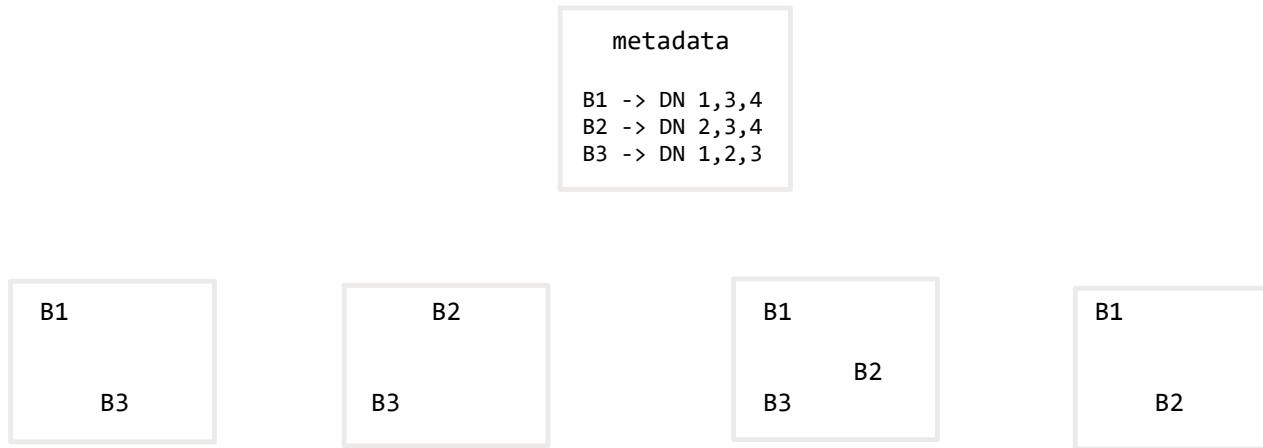 metadata
B1 -> DN 1,3,4
B2 -> DN 2,3,4
B3 -> DN 1,2,3
B1
B3
B2
B3
B1
B2
B3
B1
B2